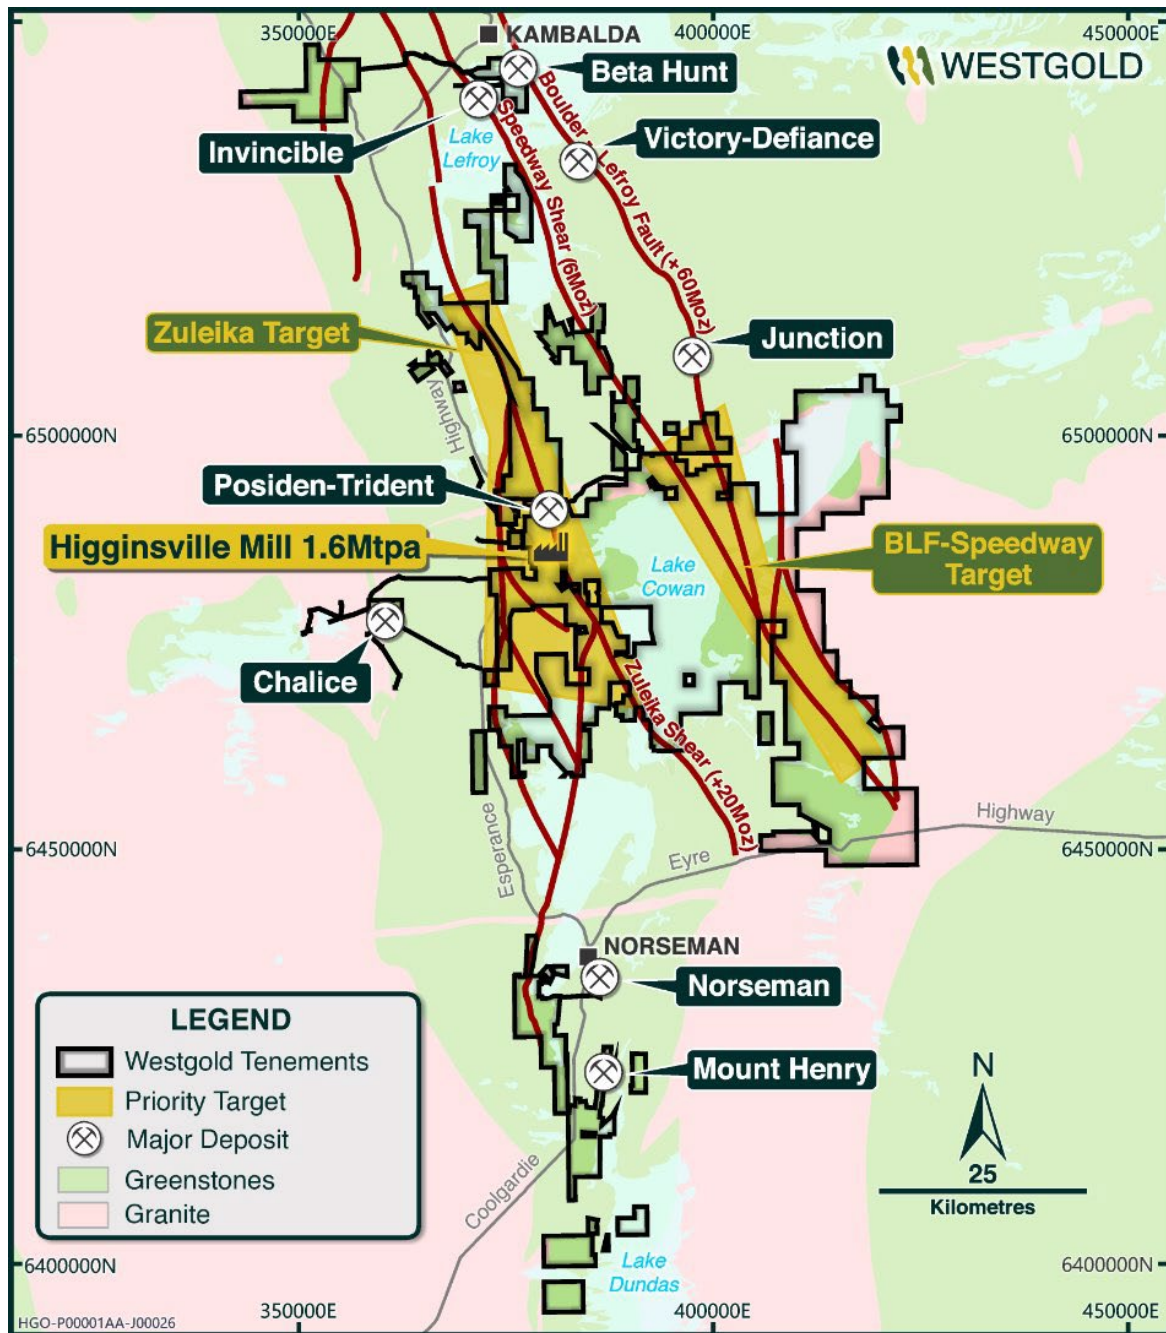 350000E
400000E
450000E
KAMBALDA
WESTGOLD
Beta Hunt
Invincible
Victory-Defiance
Lake
Lefroy
Speedway Shear (6Moz)
Boulder - Lefroy Fault (+60Moz)
Zuleika Target
Junction
Highway
6500000N
6500000N
Posiden-Trident
Higginsville Mill 1.6Mtpa
BLF-Speedway
Target
Lake
Cowan
Chalice
Zuleika Shear (+20Moz)
Esperance
Highway
Eyre
6450000N
6450000N
NORSEMAN
Norseman
Mount Henry
LEGEND
Westgold Tenements
Priority Target
Major Deposit
Greenstones
Granite
N
25
Kilometres
Coolgardie
Lake
Dundas
6400000N
6400000N
HGO-P00001AA-J00026
350000E
400000E
450000E